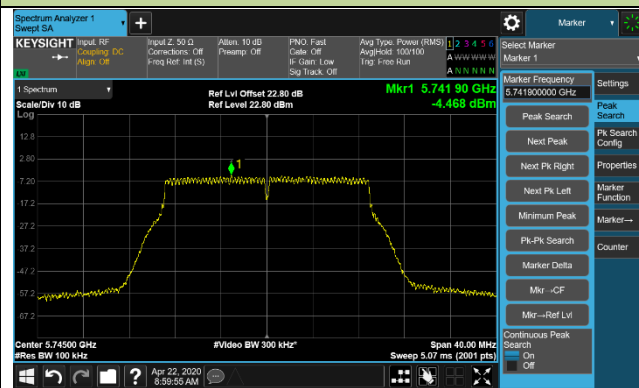 Spectrum Analyzer 1
Swept SA
+
Marker
KEYSIGHT
Input: RF
Coupling: DC
Align: Off
Input Z: 50 Ω
Corrections: Off
Freq Ref: Int (S)
Atten: 10 dB
Preamp: Off
PNO: Fast
Gate: Off
IF Gain: Low
Sig Track: Off
Avg Type: Power (RMS)
Avg|Hold: 100/100
Trig: Free Run
1 2 3 4 5 6
A W W W W W
A N N N N N
LXI
Select Marker
Marker 1
1 Spectrum
Scale/Div 10 dB
Log
Ref Lvl Offset 22.80 dB
Ref Level 22.80 dBm
Mkr1 5.741 90 GHz
-4.468 dBm
12.8
2.80
-7.20
-17.2
-27.2
-37.2
-47.2
-57.2
-67.2
1
Center 5.74500 GHz
#Res BW 100 kHz
#Video BW 300 kHz*
Span 40.00 MHz
Sweep 5.07 ms (2001 pts)
Marker Frequency
5.741900000 GHz
Peak Search
Next Peak
Next Pk Right
Next Pk Left
Minimum Peak
Pk-Pk Search
Marker Delta
Mkr→CF
Mkr→Ref Lvl
Continuous Peak
Search
On
Off
Settings
Peak
Search
Pk Search
Config
Properties
Marker
Function
Marker→
Counter
?
Apr 22, 2020
8:59:55 AM